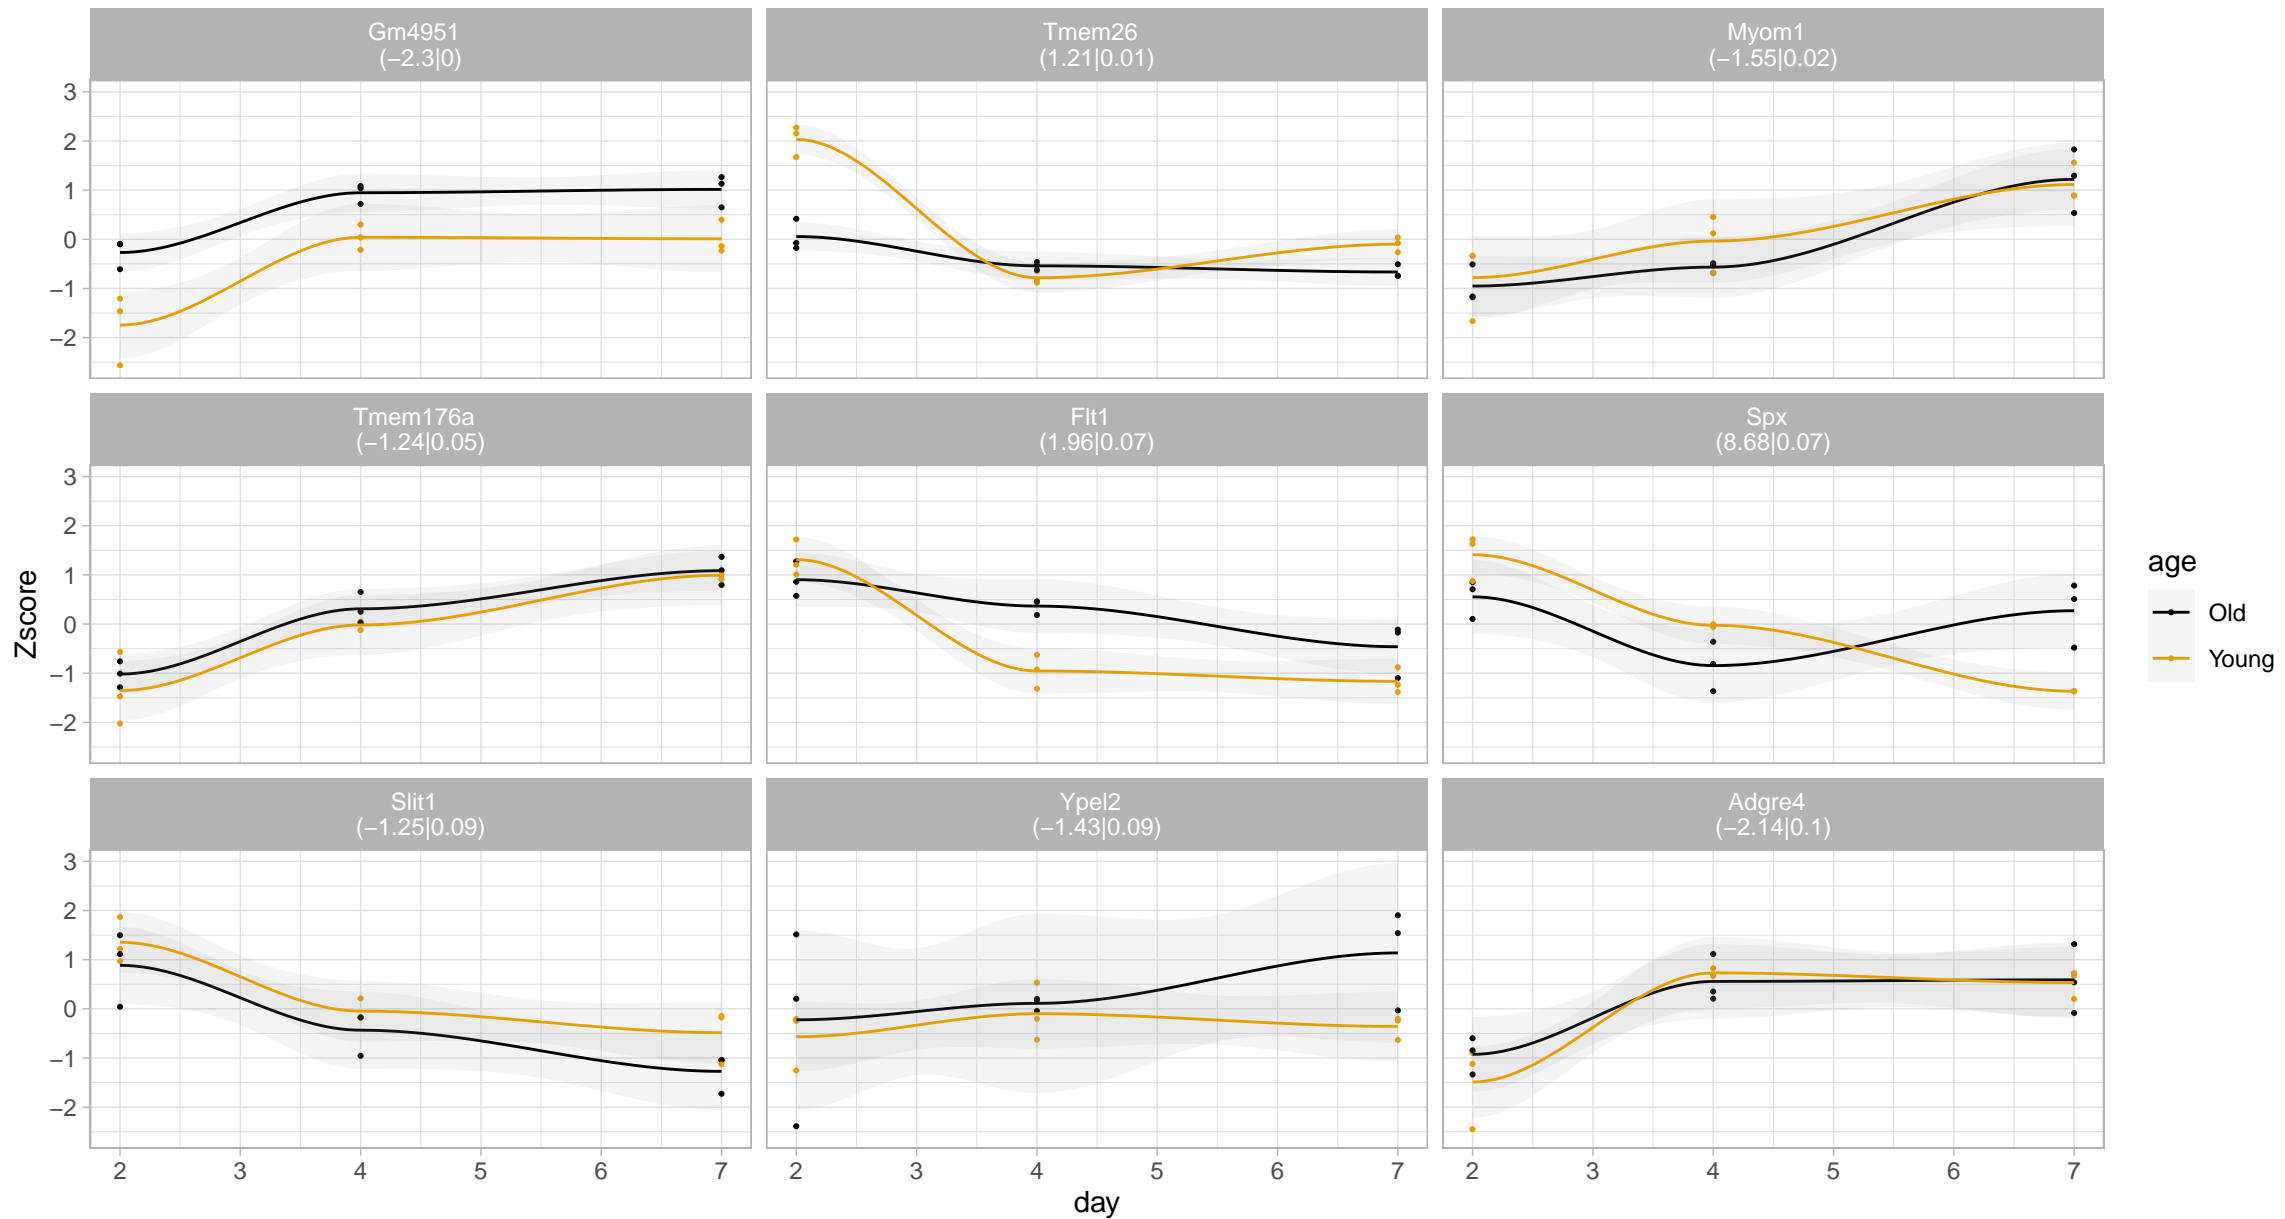 Gm4951
(−2.3|0)
Tmem26
(1.21|0.01)
Myom1
(−1.55|0.02)
3
2
1
0
−1
−2
Tmem176a
(−1.24|0.05)
Flt1
(1.96|0.07)
Spx
(8.68|0.07)
3
2
1
0
−1
−2
Zscore
age
Old
Young
Slit1
(−1.25|0.09)
Ypel2
(−1.43|0.09)
Adgre4
(−2.14|0.1)
3
2
1
0
−1
−2
2 3 4 5 6 7
2 3 4 5 6 7
2 3 4 5 6 7
day